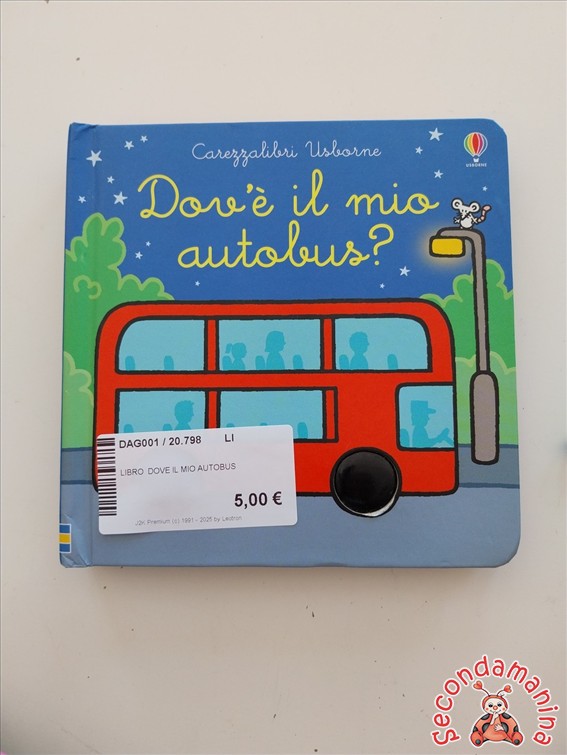 Carezzalibri Usborne
USBORNE
Dov'è il mio
autobus?
DAG001 / 20.798 LI
LIBRO DOVE IL MIO AUTOBUS
5,00 €
J3K Premium (c) 1991 - 2025 by Lestron
Secondamanina